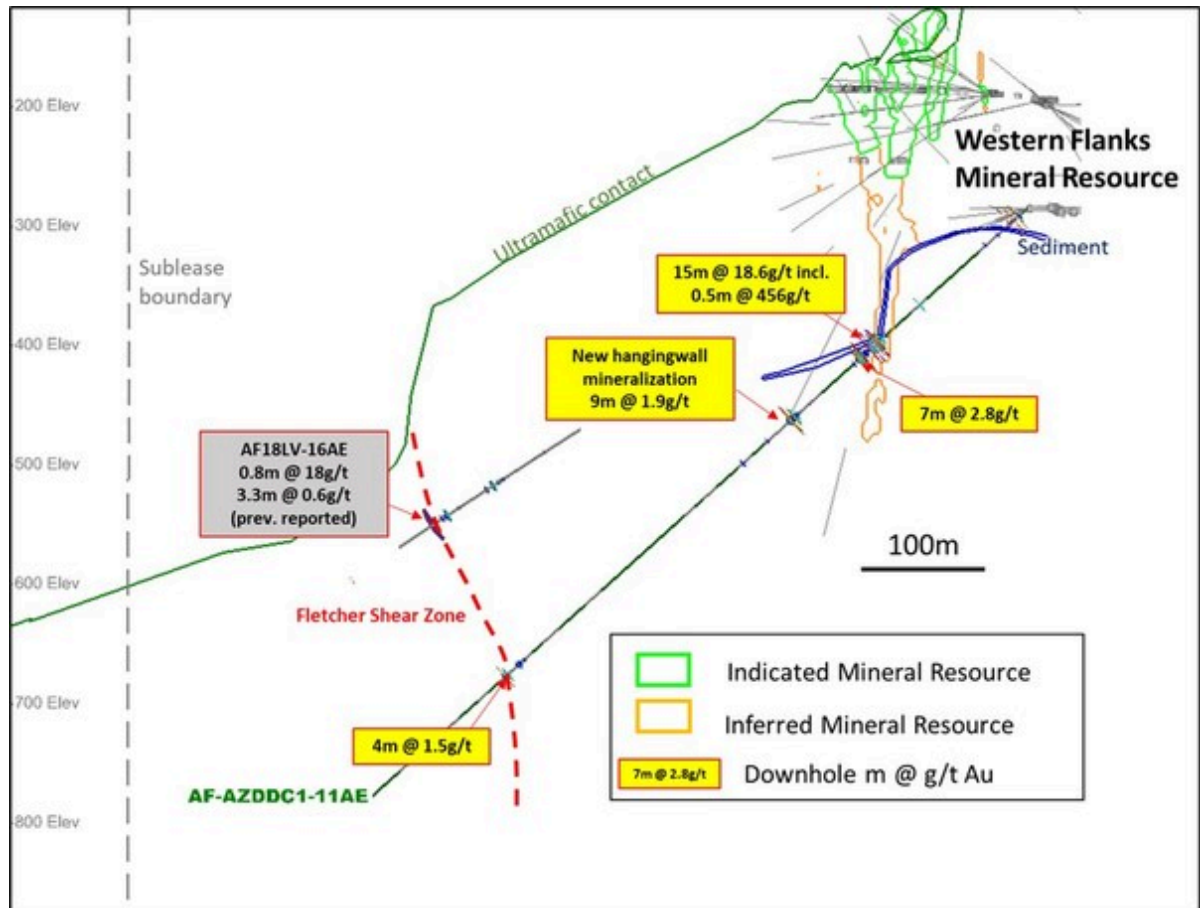 -200 Elev
Western Flanks
Mineral Resource
Ultramafic contact
-300 Elev
Sublease
boundary
Sediment
15m @ 18.6g/t incl.
0.5m @ 456g/t
-400 Elev
New hangingwall
mineralization
9m @ 1.9g/t
7m @ 2.8g/t
AF18LV-16AE
0.8m @ 18g/t
3.3m @ 0.6g/t
(prev. reported)
-500 Elev
100m
-600 Elev
Fletcher Shear Zone
Indicated Mineral Resource
-700 Elev
Inferred Mineral Resource
4m @ 1.5g/t
7m @ 2.8g/t
Downhole m @ g/t Au
AF-AZDDC1-11AE
-800 Elev